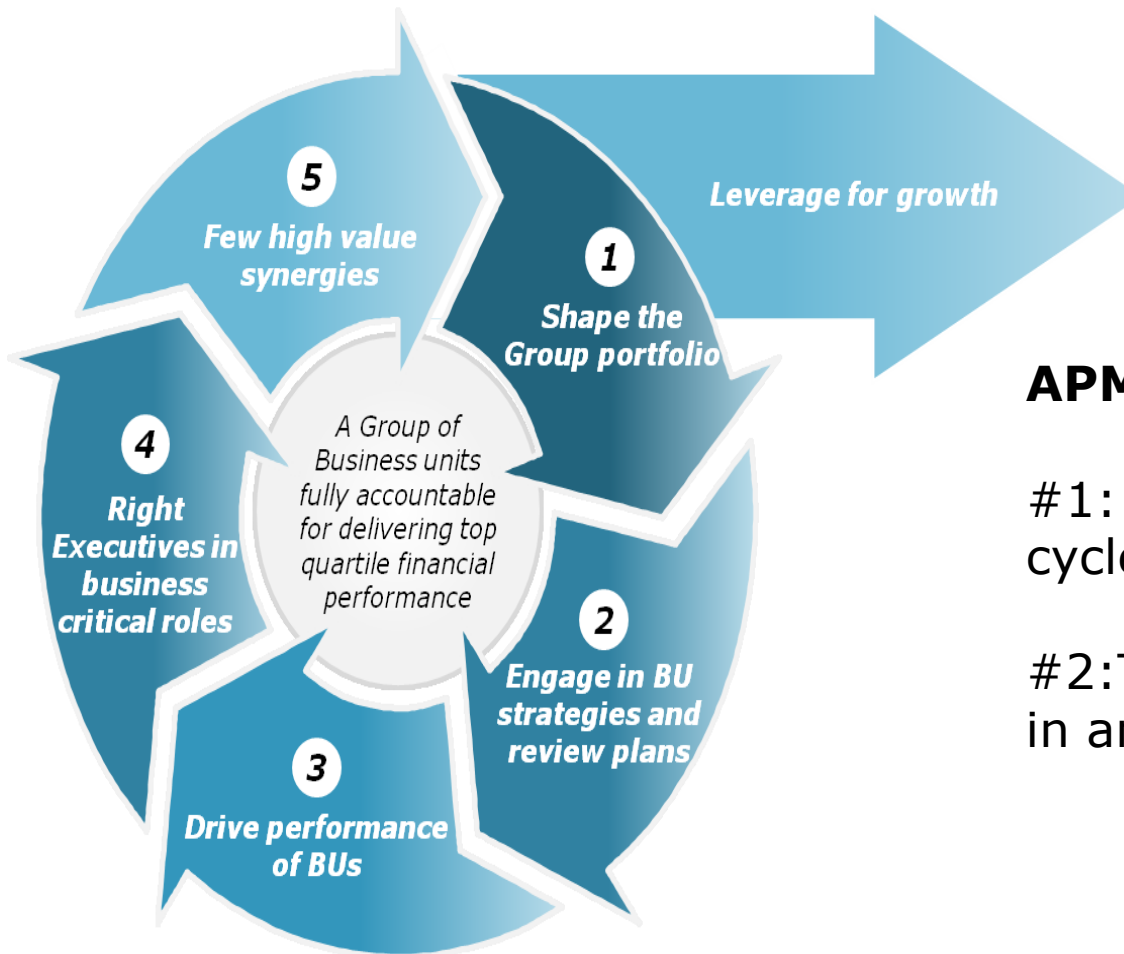 5
Few high value
synergies
Leverage for growth
1
Shape the
Group portfolio
A Group of
Business units
fully accountable
for delivering top
quartile financial
performance
4
Right
Executives in
business
critical roles
2
Engage in BU
strategies and
review plans
3
Drive performance
of BUs
APM
#1:
#2:
in